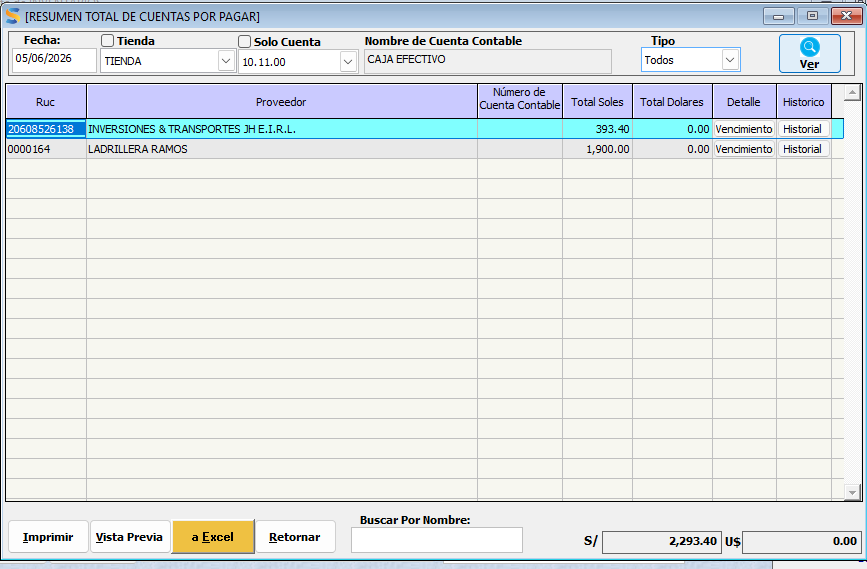 [RESUMEN TOTAL DE CUENTAS POR PAGAR]
Fecha: Tienda Solo Cuenta Nombre de Cuenta Contable Tipo
05/06/2026 TIENDA 10.11.00 CAJA EFECTIVO Todos Ver
Ruc Proveedor Número de Cuenta Contable Total Soles Total Dolares Detalle Historico
20608526138 INVERSIONES & TRANSPORTES JH E.I.R.L. 393.40 0.00 Vencimiento Historial
0000164 LADRILLERA RAMOS 1,900.00 0.00 Vencimiento Historial
Buscar Por Nombre:
Imprimir Vista Previa a Excel Retornar S/ 2,293.40 U$ 0.00